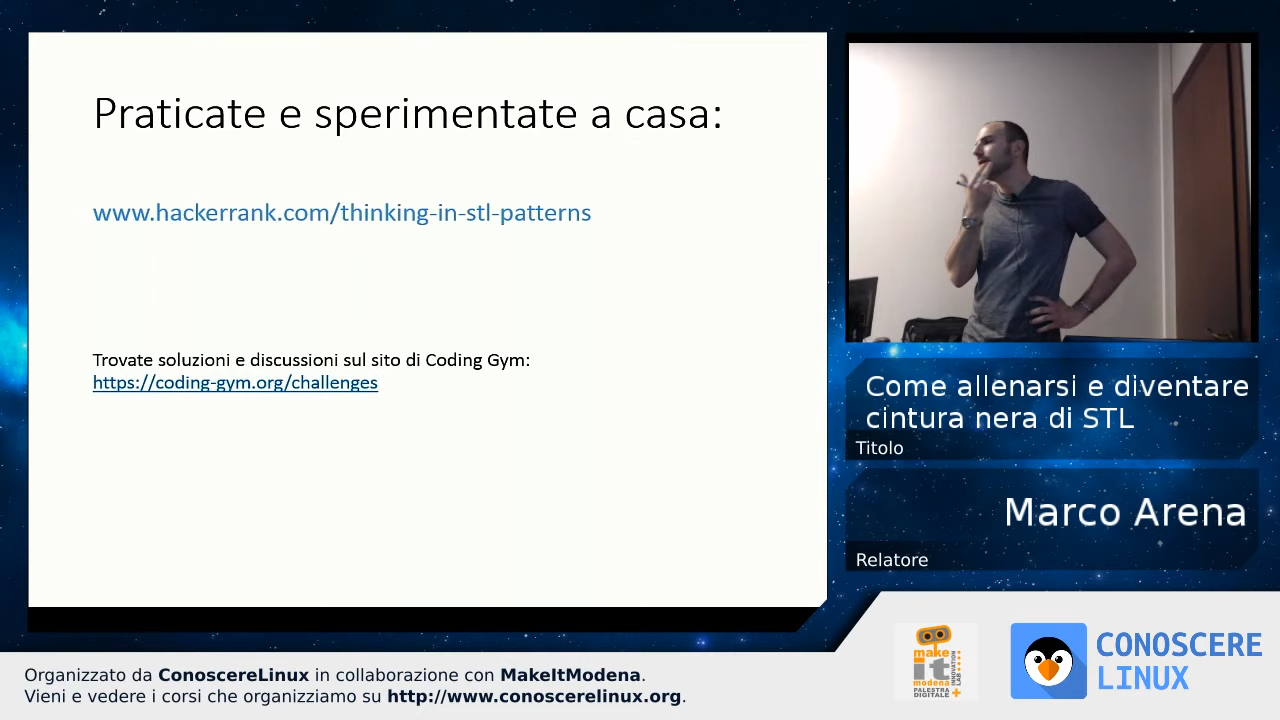 Praticate e sperimentate a casa:
www.hackerrank.com/thinking-in-stl-patterns
Trovate soluzioni e discussioni sul sito di Coding Gym:
https://coding-gym.org/challenges
Come allenarsi e diventare
cintura nera di STL
Titolo
Marco Arena
Relatore
make
it
modena
PALESTRA
DIGITALE
INNOVATION
LAB
CONOSCERE
LINUX
Organizzato da ConoscereLinux in collaborazione con MakeItModena.
Vieni e vedere i corsi che organizziamo su http://www.conoscerelinux.org.